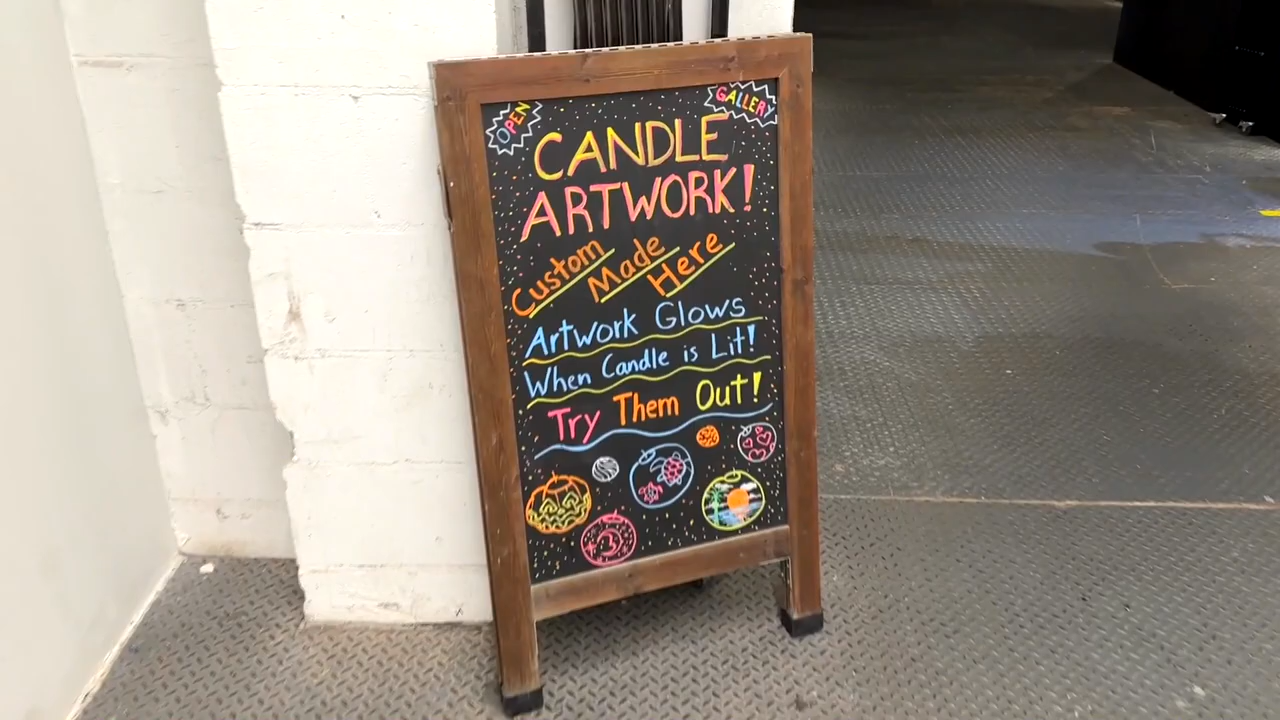 OPEN
GALLERY
CANDLE
ARTWORK!
Custom
Made
Here
Artwork Glows
When Candle is Lit!
Try Them Out!